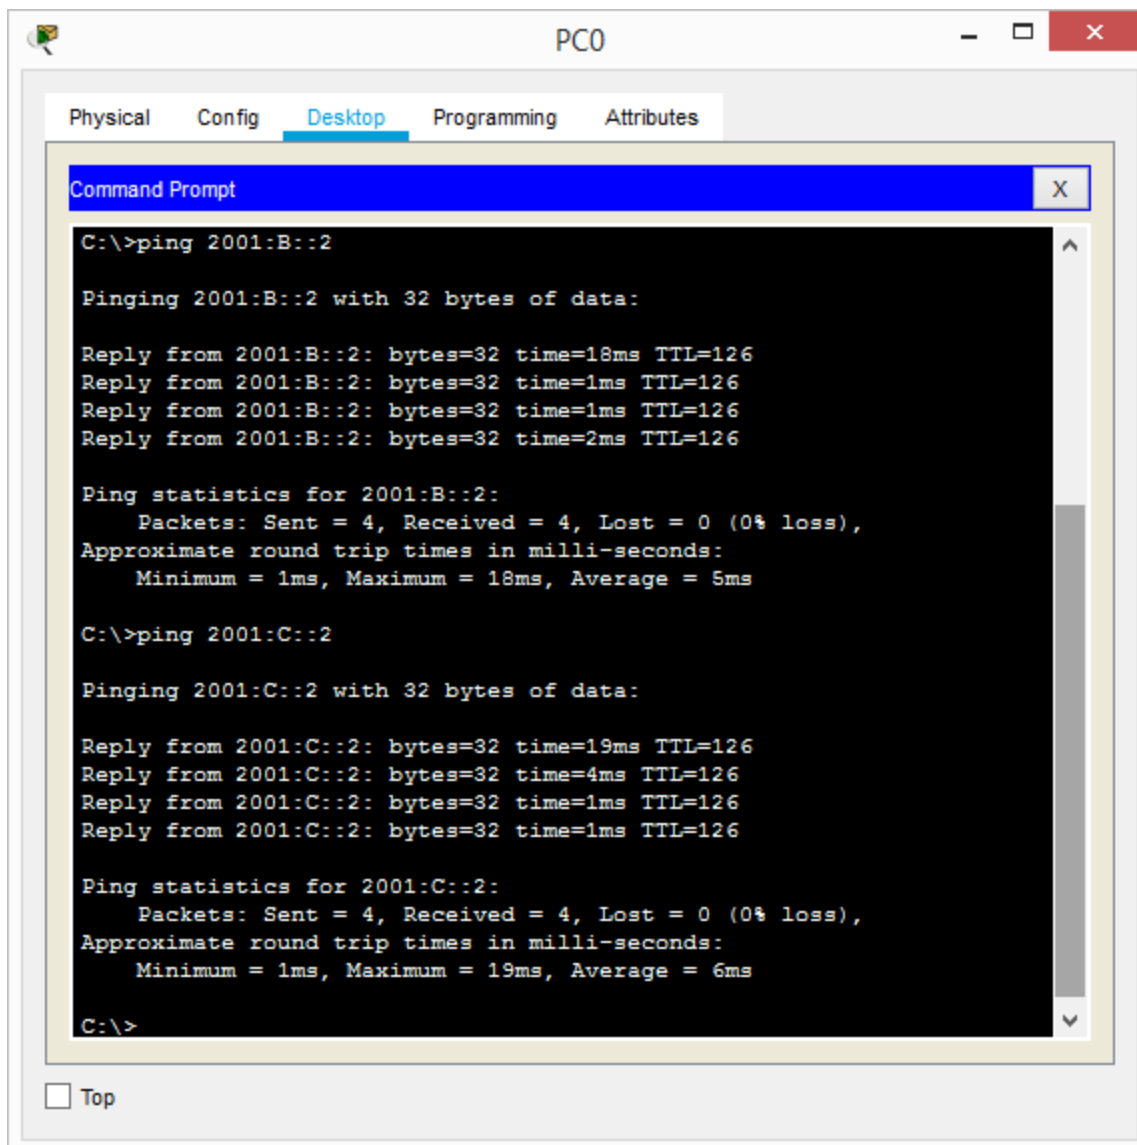 PC0
Physical Config Desktop Programming Attributes
Command Prompt X
C:\>ping 2001:B::2
Pinging 2001:B::2 with 32 bytes of data:
Reply from 2001:B::2: bytes=32 time=18ms TTL=126
Reply from 2001:B::2: bytes=32 time=1ms TTL=126
Reply from 2001:B::2: bytes=32 time=1ms TTL=126
Reply from 2001:B::2: bytes=32 time=2ms TTL=126
Ping statistics for 2001:B::2:
    Packets: Sent = 4, Received = 4, Lost = 0 (0% loss),
Approximate round trip times in milli-seconds:
    Minimum = 1ms, Maximum = 18ms, Average = 5ms
C:\>ping 2001:C::2
Pinging 2001:C::2 with 32 bytes of data:
Reply from 2001:C::2: bytes=32 time=19ms TTL=126
Reply from 2001:C::2: bytes=32 time=4ms TTL=126
Reply from 2001:C::2: bytes=32 time=1ms TTL=126
Reply from 2001:C::2: bytes=32 time=1ms TTL=126
Ping statistics for 2001:C::2:
    Packets: Sent = 4, Received = 4, Lost = 0 (0% loss),
Approximate round trip times in milli-seconds:
    Minimum = 1ms, Maximum = 19ms, Average = 6ms
C:\>
Top